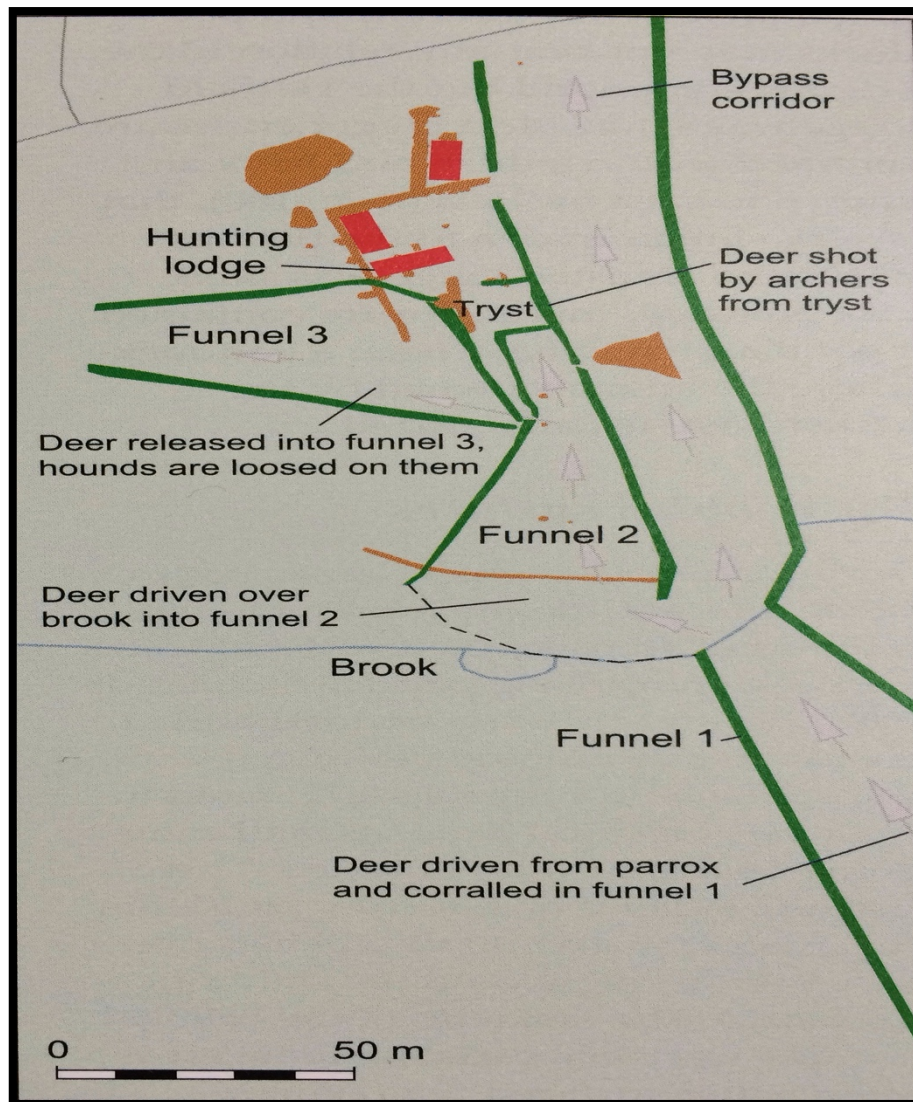 Bypass
corridor
Hunting
lodge
Deer shot
by archers
from tryst
Tryst
Funnel 3
Deer released into funnel 3,
hounds are loosed on them
Funnel 2
Deer driven over
brook into funnel 2
Brook
Funnel 1
Deer driven from parrox
and corralled in funnel 1
0 50 m